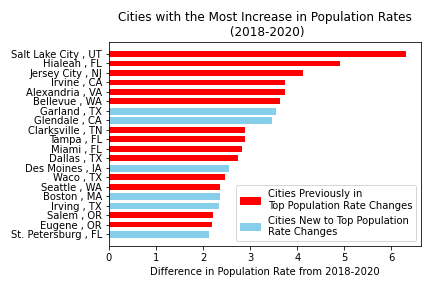 Cities with the Most Increase in Population Rates
(2018-2020)
Salt Lake City , UT
Hialeah , FL
Jersey City , NJ
Irvine , CA
Alexandria , VA
Bellevue , WA
Garland , TX
Glendale , CA
Clarksville , TN
Tampa , FL
Miami , FL
Dallas , TX
Des Moines , IA
Waco , TX
Seattle , WA
Boston , MA
Irving , TX
Salem , OR
Eugene , OR
St. Petersburg , FL
Cities Previously in
Top Population Rate Changes
Cities New to Top Population
Rate Changes
0 1 2 3 4 5 6
Difference in Population Rate from 2018-2020